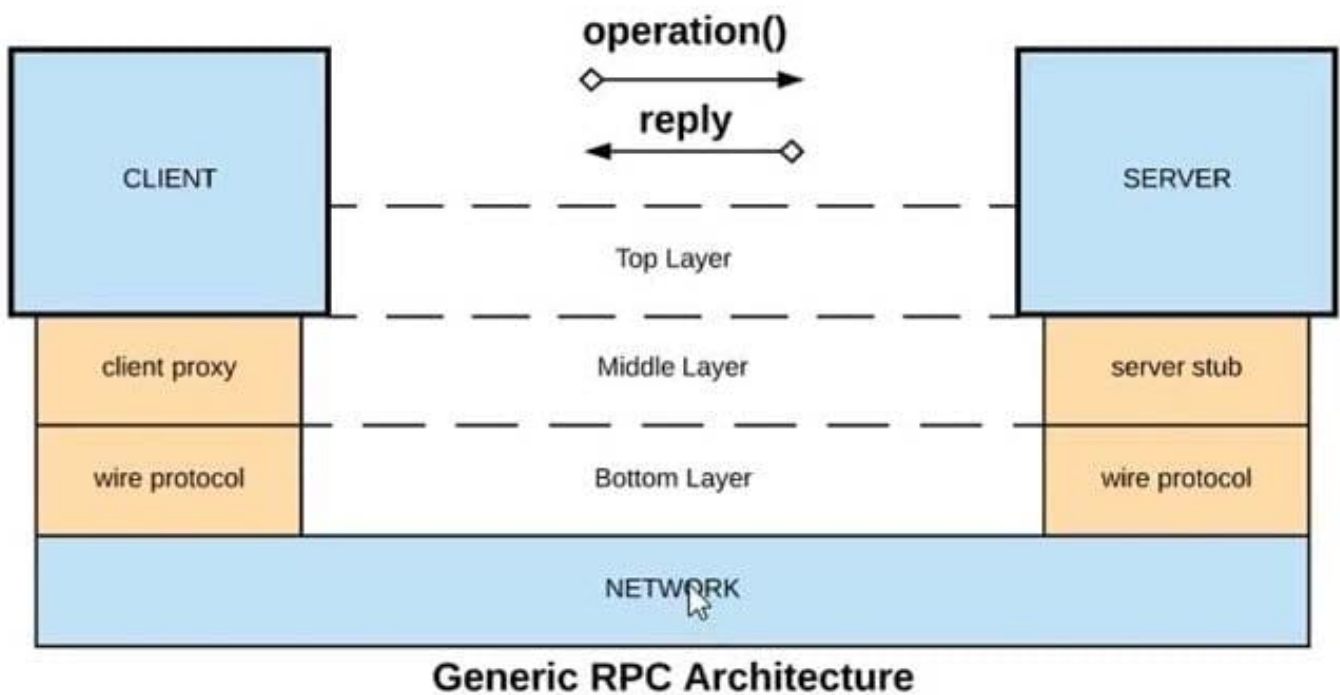 operation()
reply
CLIENT
SERVER
Top Layer
client proxy
Middle Layer
server stub
wire protocol
Bottom Layer
wire protocol
NETWORK
Generic RPC Architecture